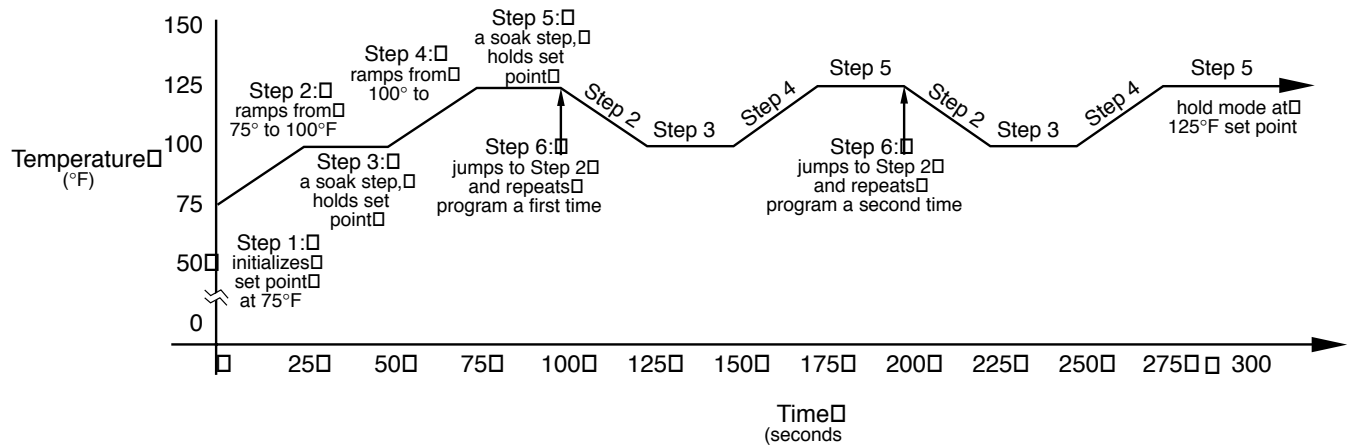 150
125
100
75
50□
0
Temperature□
(°F)
Step 1:□
initializes□
set point□
at 75°F
Step 2:□
ramps from□
75° to 100°F
Step 3:□
a soak step,□
holds set
point□
Step 4:□
ramps from□
100° to
Step 5:□
a soak step,□
holds set
point□
Step 6:□
jumps to Step 2□
and repeats□
program a first time
Step 2
Step 3
Step 4
Step 5
Step 6:□
jumps to Step 2□
and repeats□
program a second time
Step 2
Step 3
Step 4
Step 5
hold mode at□
125°F set point
□ 25□ 50□ 75□ 100□ 125□ 150□ 175□ 200□ 225□ 250□ 275□ □ 300
Time□
(seconds